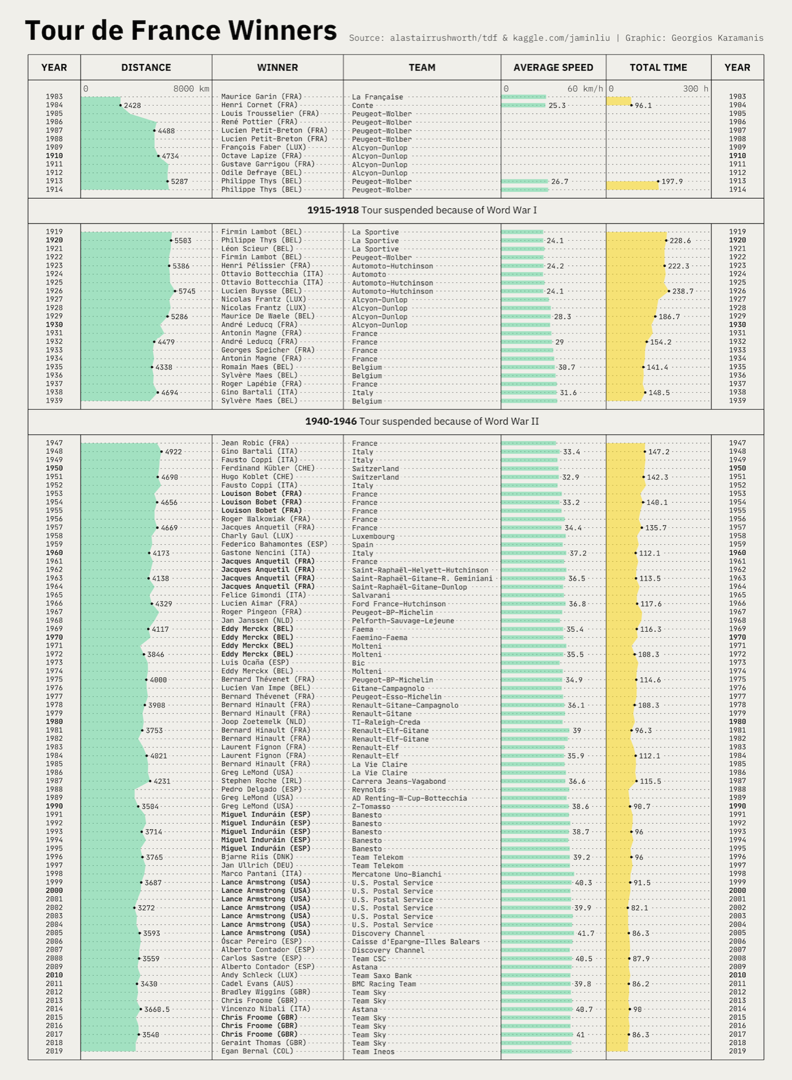 Tour de France Winners
Source: alastairrushworth/tdf & kaggle.com/jaminliu | Graphic: Georgios Karamanis
YEAR DISTANCE WINNER TEAM AVERAGE SPEED TOTAL TIME YEAR
0 8000 km 0 60 km/h 0 300 h
1903 Maurice Garin (FRA) La Française 1903
1904 2428 Henri Cornet (FRA) Conte 25.3 96.1 1904
1905 Louis Trousselier (FRA) Peugeot-Wolber 1905
1906 René Pottier (FRA) Peugeot-Wolber 1906
1907 4488 Lucien Petit-Breton (FRA) Peugeot-Wolber 1907
1908 Lucien Petit-Breton (FRA) Peugeot-Wolber 1908
1909 François Faber (LUX) Alcyon-Dunlop 1909
1910 4734 Octave Lapize (FRA) Alcyon-Dunlop 1910
1911 Gustave Garrigou (FRA) Alcyon-Dunlop 1911
1912 Odile Defraye (BEL) Alcyon-Dunlop 1912
1913 5287 Philippe Thys (BEL) Peugeot-Wolber 26.7 197.9 1913
1914 Philippe Thys (BEL) Peugeot-Wolber 1914
1915-1918 Tour suspended because of Word War I
1919 Firmin Lambot (BEL) La Sportive 1919
1920 5503 Philippe Thys (BEL) La Sportive 24.1 228.6 1920
1921 Léon Scieur (BEL) La Sportive 1921
1922 Firmin Lambot (BEL) Peugeot-Wolber 1922
1923 5386 Henri Pélissier (FRA) Automoto-Hutchinson 24.2 222.3 1923
1924 Ottavio Bottecchia (ITA) Automoto 1924
1925 Ottavio Bottecchia (ITA) Automoto-Hutchinson 1925
1926 5745 Lucien Buysse (BEL) Automoto-Hutchinson 24.1 238.7 1926
1927 Nicolas Frantz (LUX) Alcyon-Dunlop 1927
1928 Nicolas Frantz (LUX) Alcyon-Dunlop 1928
1929 5286 Maurice De Waele (BEL) Alcyon-Dunlop 28.3 186.7 1929
1930 André Leducq (FRA) Alcyon-Dunlop 1930
1931 Antonin Magne (FRA) France 1931
1932 4479 André Leducq (FRA) France 29 154.2 1932
1933 Georges Speicher (FRA) France 1933
1934 Antonin Magne (FRA) France 1934
1935 4338 Romain Maes (BEL) Belgium 30.7 141.4 1935
1936 Sylvère Maes (BEL) Belgium 1936
1937 Roger Lapébie (FRA) France 1937
1938 4694 Gino Bartali (ITA) Italy 31.6 148.5 1938
1939 Sylvère Maes (BEL) Belgium 1939
1940-1946 Tour suspended because of Word War II
1947 Jean Robic (FRA) France 1947
1948 4922 Gino Bartali (ITA) Italy 33.4 147.2 1948
1949 Fausto Coppi (ITA) Italy 1949
1950 Ferdinand Kübler (CHE) Switzerland 1950
1951 4690 Hugo Koblet (CHE) Switzerland 32.9 142.3 1951
1952 Fausto Coppi (ITA) Italy 1952
1953 Louison Bobet (FRA) France 1953
1954 4656 Louison Bobet (FRA) France 33.2 140.1 1954
1955 Louison Bobet (FRA) France 1955
1956 Roger Walkowiak (FRA) France 1956
1957 4669 Jacques Anquetil (FRA) France 34.4 135.7 1957
1958 Charly Gaul (LUX) Luxembourg 1958
1959 Federico Bahamontes (ESP) Spain 1959
1960 4173 Gastone Nencini (ITA) Italy 37.2 112.1 1960
1961 Jacques Anquetil (FRA) France 1961
1962 Jacques Anquetil (FRA) Saint-Raphaël-Helyett-Hutchinson 1962
1963 4138 Jacques Anquetil (FRA) Saint-Raphaël-Gitane-R. Geminiani 36.5 113.5 1963
1964 Jacques Anquetil (FRA) Saint-Raphaël-Gitane-Dunlop 1964
1965 Felice Gimondi (ITA) Salvarani 1965
1966 4329 Lucien Aimar (FRA) Ford France-Hutchinson 36.8 117.6 1966
1967 Roger Pingeon (FRA) Peugeot-BP-Michelin 1967
1968 Jan Janssen (NLD) Pelforth-Sauvage-Lejeune 1968
1969 4117 Eddy Merckx (BEL) Faema 35.4 116.3 1969
1970 Eddy Merckx (BEL) Faemino-Faema 1970
1971 Eddy Merckx (BEL) Molteni 1971
1972 3846 Eddy Merckx (BEL) Molteni 35.5 108.3 1972
1973 Luis Ocaña (ESP) Bic 1973
1974 Eddy Merckx (BEL) Molteni 1974
1975 4000 Bernard Thévenet (FRA) Peugeot-BP-Michelin 34.9 114.6 1975
1976 Lucien Van Impe (BEL) Gitane-Campagnolo 1976
1977 Bernard Thévenet (FRA) Peugeot-Esso-Michelin 1977
1978 3908 Bernard Hinault (FRA) Renault-Gitane-Campagnolo 36.1 108.3 1978
1979 Bernard Hinault (FRA) Renault-Gitane 1979
1980 Joop Zoetemelk (NLD) TI-Raleigh-Creda 1980
1981 3753 Bernard Hinault (FRA) Renault-Elf-Gitane 39 96.3 1981
1982 Bernard Hinault (FRA) Renault-Elf-Gitane 1982
1983 Laurent Fignon (FRA) Renault-Elf 1983
1984 4021 Laurent Fignon (FRA) Renault-Elf 35.9 112.1 1984
1985 Bernard Hinault (FRA) La Vie Claire 1985
1986 Greg LeMond (USA) La Vie Claire 1986
1987 4231 Stephen Roche (IRL) Carrera Jeans-Vagabond 36.6 115.5 1987
1988 Pedro Delgado (ESP) Reynolds 1988
1989 Greg LeMond (USA) AD Renting-W-Cup-Bottecchia 1989
1990 3504 Greg LeMond (USA) Z-Tomasso 38.6 90.7 1990
1991 Miguel Induráin (ESP) Banesto 1991
1992 Miguel Induráin (ESP) Banesto 1992
1993 3714 Miguel Induráin (ESP) Banesto 38.7 96 1993
1994 Miguel Induráin (ESP) Banesto 1994
1995 Miguel Induráin (ESP) Banesto 1995
1996 3765 Bjarne Riis (DNK) Team Telekom 39.2 96 1996
1997 Jan Ullrich (DEU) Team Telekom 1997
1998 Marco Pantani (ITA) Mercatone Uno-Bianchi 1998
1999 3687 Lance Armstrong (USA) U.S. Postal Service 40.3 91.5 1999
2000 Lance Armstrong (USA) U.S. Postal Service 2000
2001 Lance Armstrong (USA) U.S. Postal Service 2001
2002 3272 Lance Armstrong (USA) U.S. Postal Service 39.9 82.1 2002
2003 Lance Armstrong (USA) U.S. Postal Service 2003
2004 Lance Armstrong (USA) U.S. Postal Service 2004
2005 3593 Lance Armstrong (USA) Discovery Channel 41.7 86.3 2005
2006 Óscar Pereiro (ESP) Caisse d'Epargne-Illes Balears 2006
2007 Alberto Contador (ESP) Discovery Channel 2007
2008 3559 Carlos Sastre (ESP) Team CSC 40.5 87.9 2008
2009 Alberto Contador (ESP) Astana 2009
2010 Andy Schleck (LUX) Team Saxo Bank 2010
2011 3430 Cadel Evans (AUS) BMC Racing Team 39.8 86.2 2011
2012 Bradley Wiggins (GBR) Team Sky 2012
2013 Chris Froome (GBR) Team Sky 2013
2014 3660.5 Vincenzo Nibali (ITA) Astana 40.7 90 2014
2015 Chris Froome (GBR) Team Sky 2015
2016 Chris Froome (GBR) Team Sky 2016
2017 3540 Chris Froome (GBR) Team Sky 41 86.3 2017
2018 Geraint Thomas (GBR) Team Sky 2018
2019 Egan Bernal (COL) Team Ineos 2019